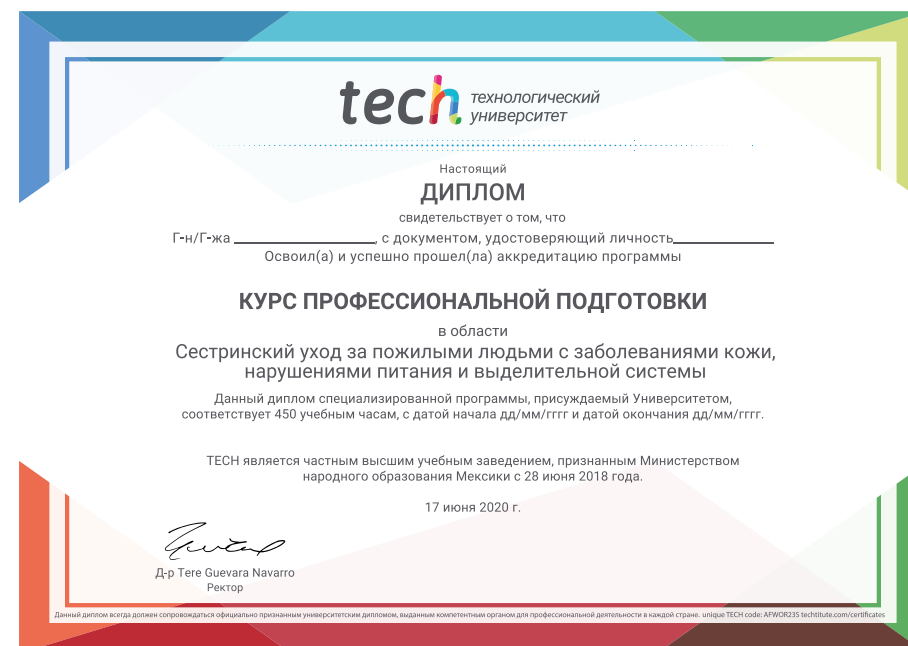 tech технологический
университет
Настоящий
ДИПЛОМ
свидетельствует о том, что
Г-н/Г-жа ____________________, с документом, удостоверяющий личность______________
Освоил(а) и успешно прошел(ла) аккредитацию программы
КУРС ПРОФЕССИОНАЛЬНОЙ ПОДГОТОВКИ
в области
Сестринский уход за пожилыми людьми с заболеваниями кожи,
нарушениями питания и выделительной системы
Данный диплом специализированной программы, присуждаемый Университетом,
соответствует 450 учебным часам, с датой начала дд/мм/гггг и датой окончания дд/мм/гггг.
TECH является частным высшим учебным заведением, признанным Министерством
народного образования Мексики с 28 июня 2018 года.
17 июня 2020 г.
Д-р Tere Guevara Navarro
Ректор
Данный диплом всегда должен сопровождаться официально признанным университетским дипломом, выданным компетентным органом для профессиональной деятельности в каждой стране. unique TECH code: AFWOR23S techtitute.com/certificates